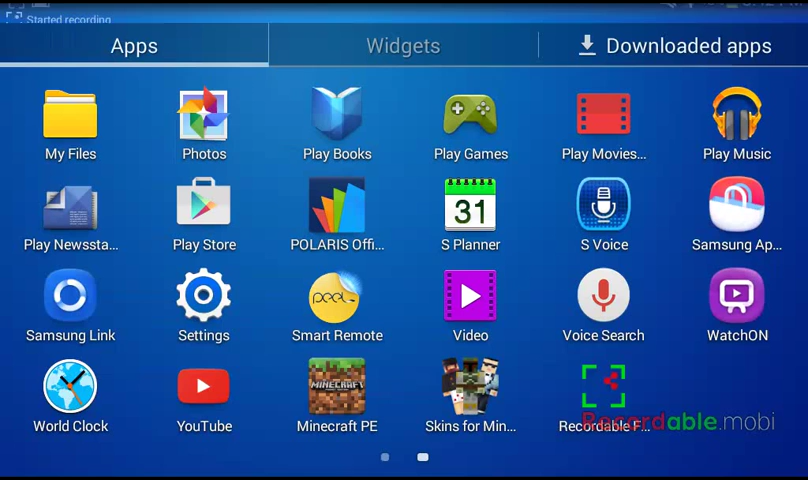 Started recording
Apps
Widgets
Downloaded apps
My Files
Photos
Play Books
Play Games
Play Movies...
Play Music
Play Newssta...
Play Store
POLARIS Offi...
31
S Planner
S Voice
Samsung Ap...
Samsung Link
Settings
peel
Smart Remote
Video
Voice Search
WatchON
World Clock
YouTube
MINECRAFT
Minecraft PE
Skins for Min...
Recordable F...
Recordable.mobi